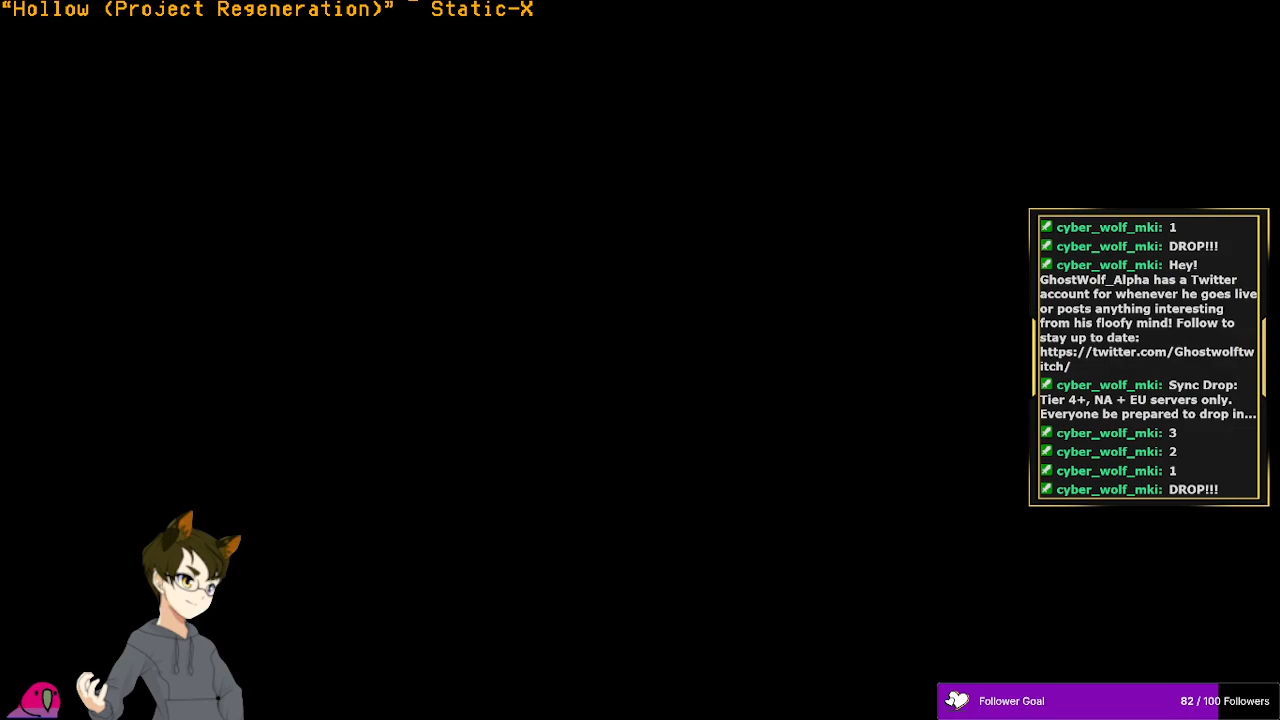 “Hollow (Project Regeneration)” ~ Static-X
cyber_wolf_mki: 1
cyber_wolf_mki: DROP!!!
cyber_wolf_mki: Hey!
GhostWolf_Alpha has a Twitter
account for whenever he goes live
or posts anything interesting
from his floofy mind! Follow to
stay up to date:
https://twitter.com/Ghostwolftw
itch/
cyber_wolf_mki: Sync Drop:
Tier 4+, NA + EU servers only.
Everyone be prepared to drop in...
cyber_wolf_mki: 3
cyber_wolf_mki: 2
cyber_wolf_mki: 1
cyber_wolf_mki: DROP!!!
Follower Goal 82 / 100 Followers